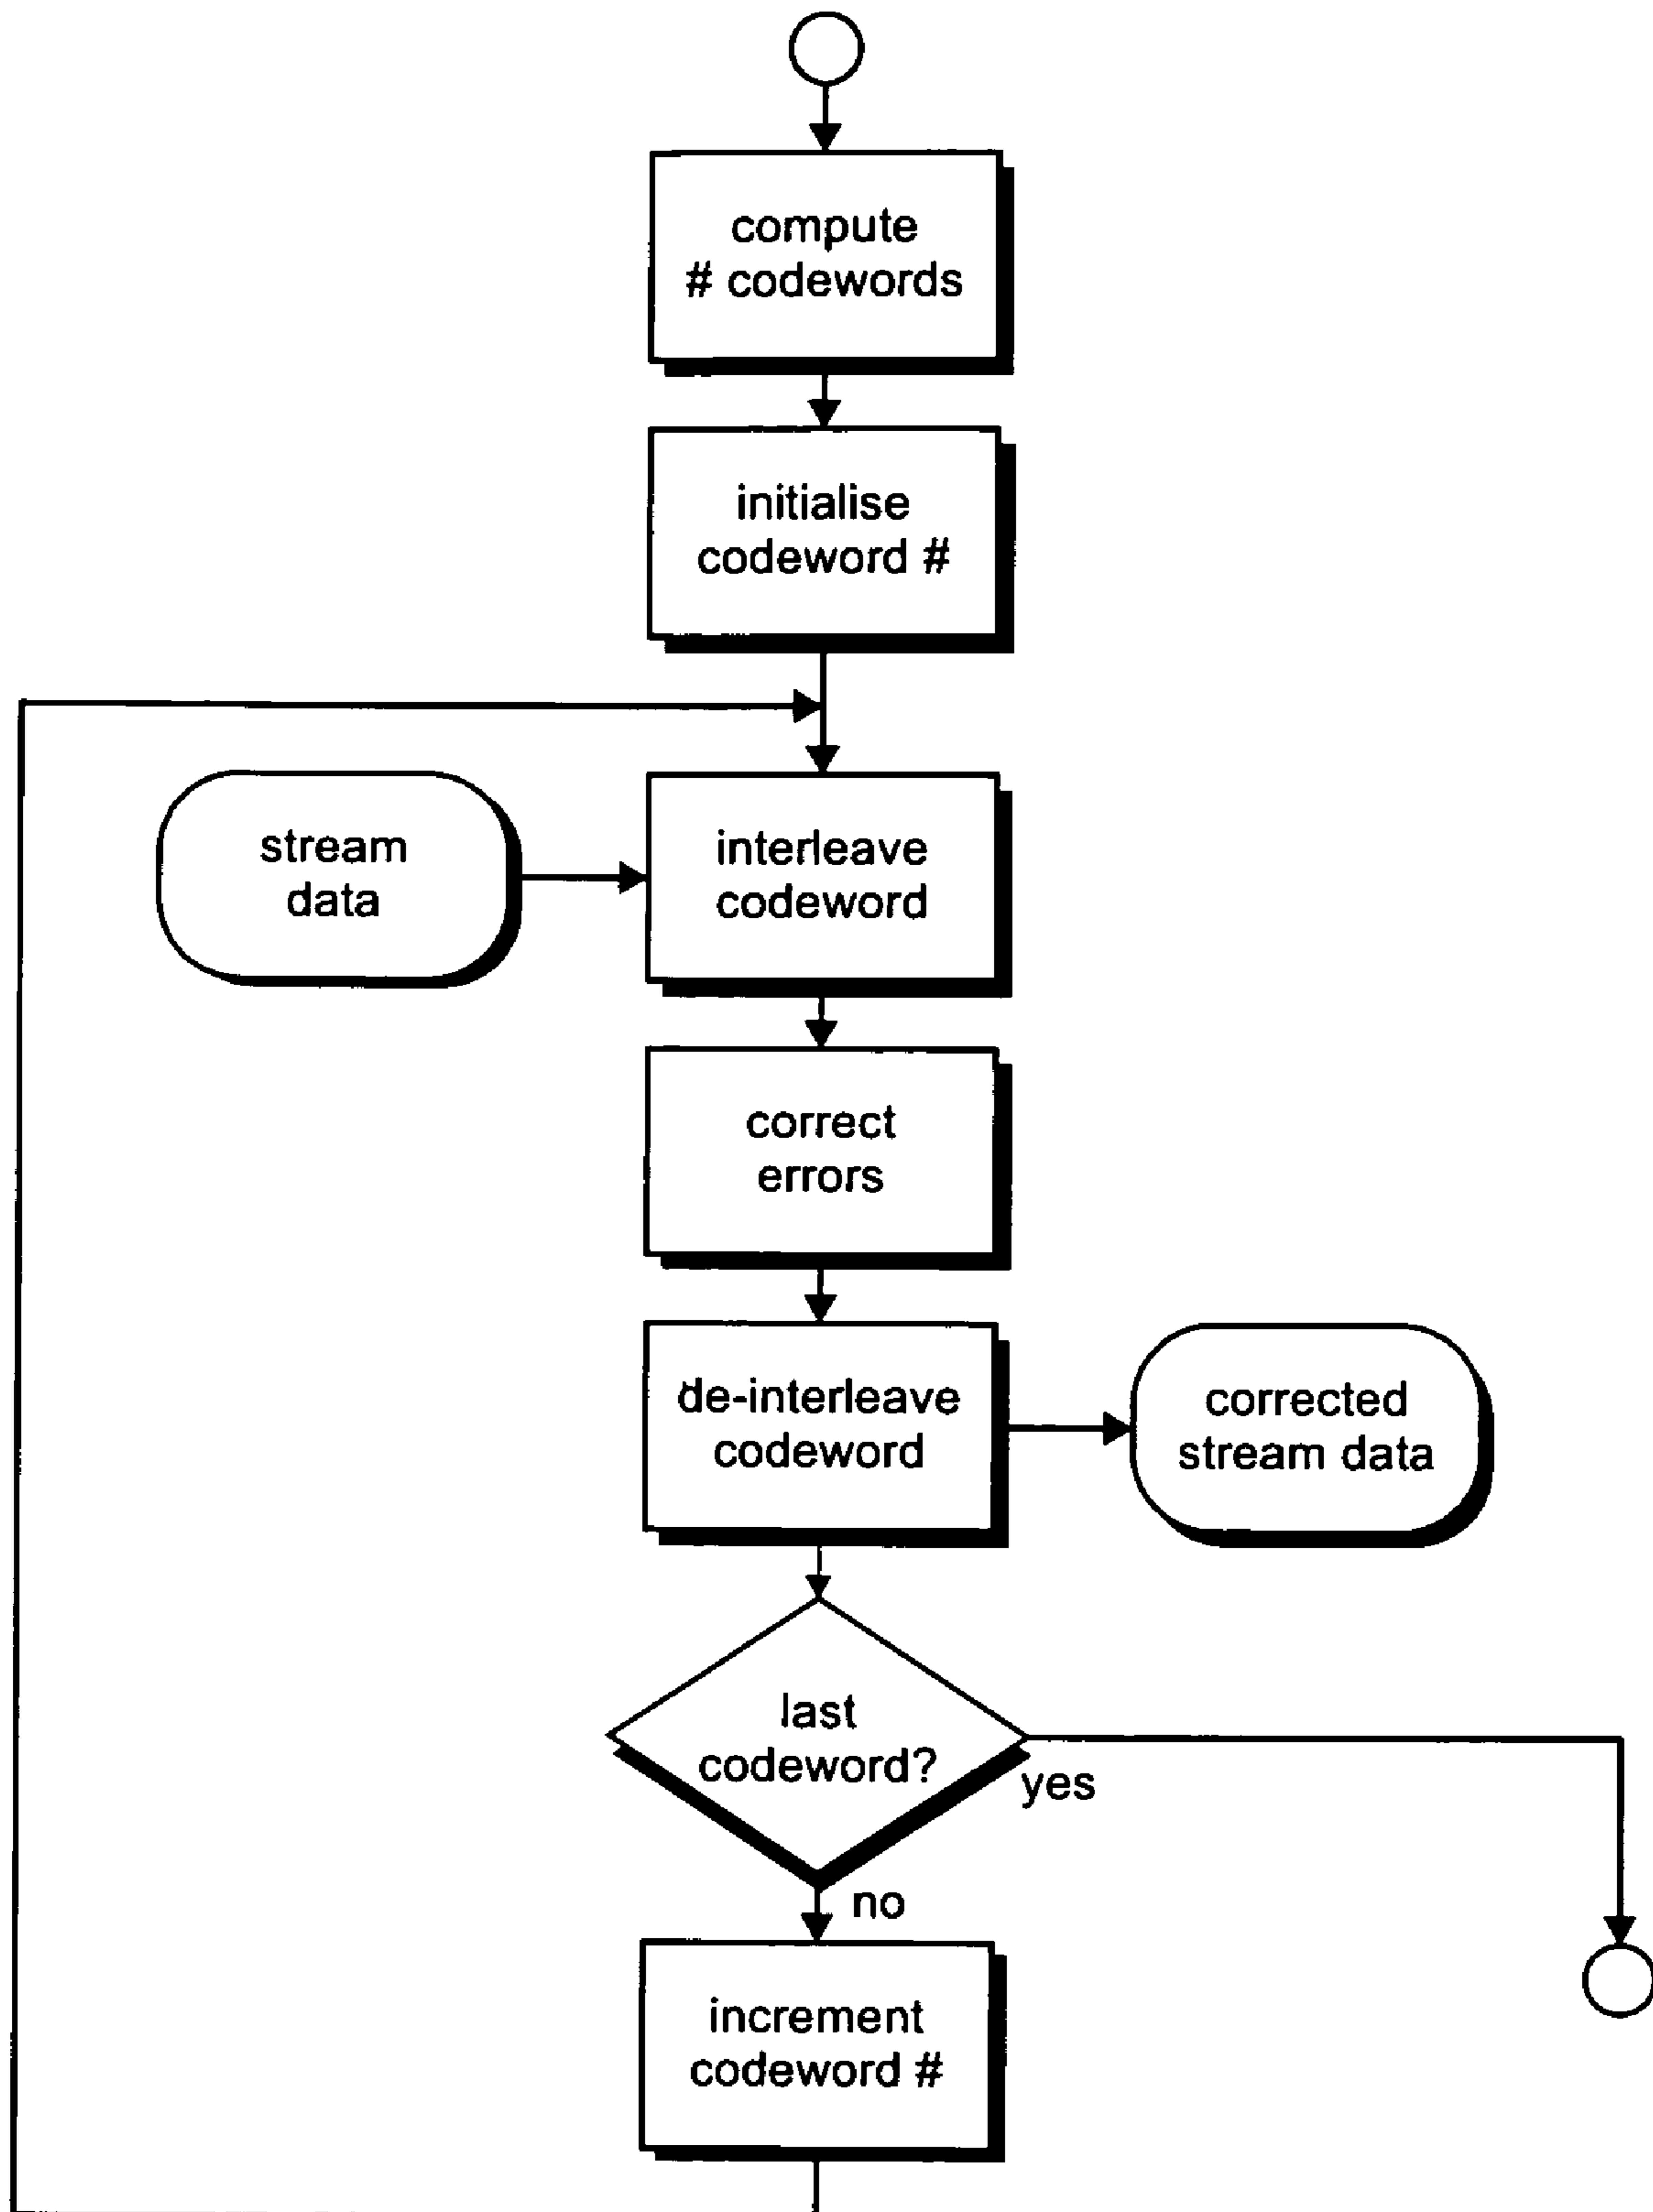 compute
# codewords
initialise
codeword #
stream
data
interleave
codeword
correct
errors
de-interleave
codeword
corrected
stream data
last
codeword?
yes
no
increment
codeword #